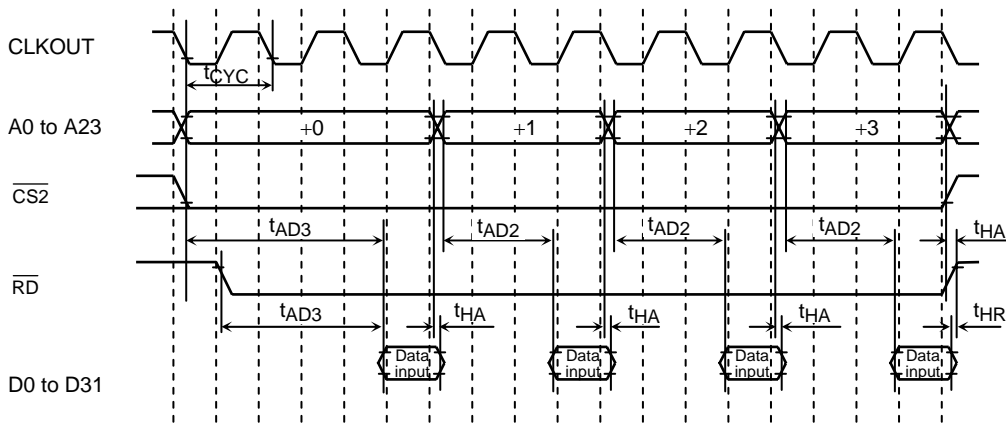 CLKOUT
tCYC
A0 to A23
+0
+1
+2
+3
CS2
tAD3
tAD2
tAD2
tAD2
tHA
RD
tAD3
tHA
tHA
tHA
tHR
D0 to D31
Data
input
Data
input
Data
input
Data
input